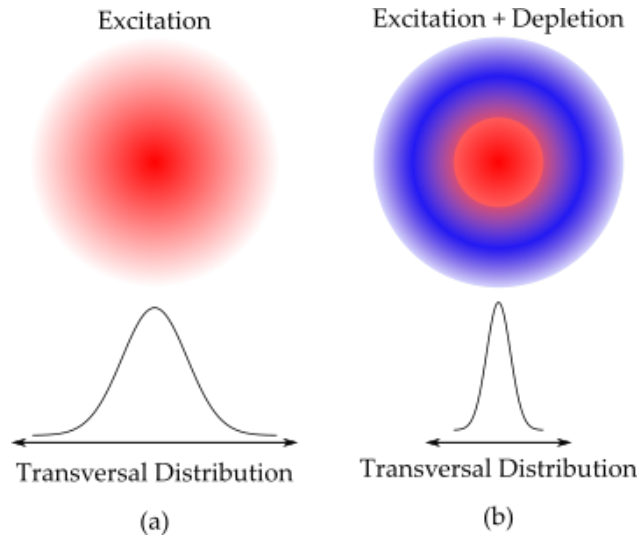 Excitation
Excitation + Depletion
Transversal Distribution
Transversal Distribution
(a)
(b)